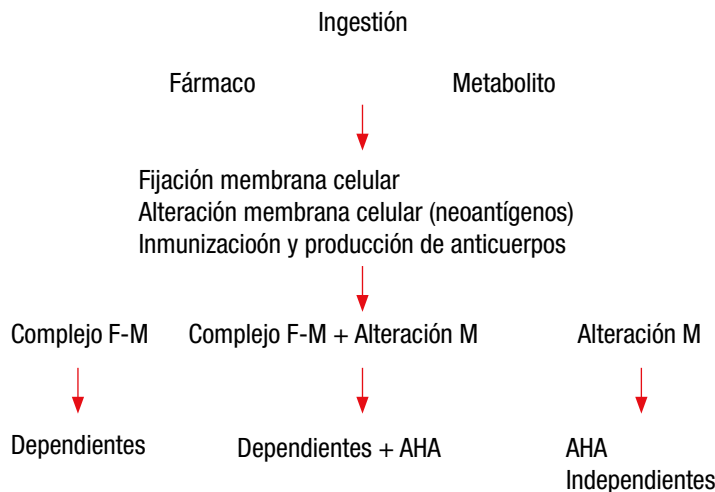 Ingestión
Fármaco Metabolito
Fijación membrana celular
Alteración membrana celular (neoantígenos)
Inmunizacioón y producción de anticuerpos
Complejo F-M Complejo F-M + Alteración M Alteración M
Dependientes Dependientes + AHA AHA
Independientes